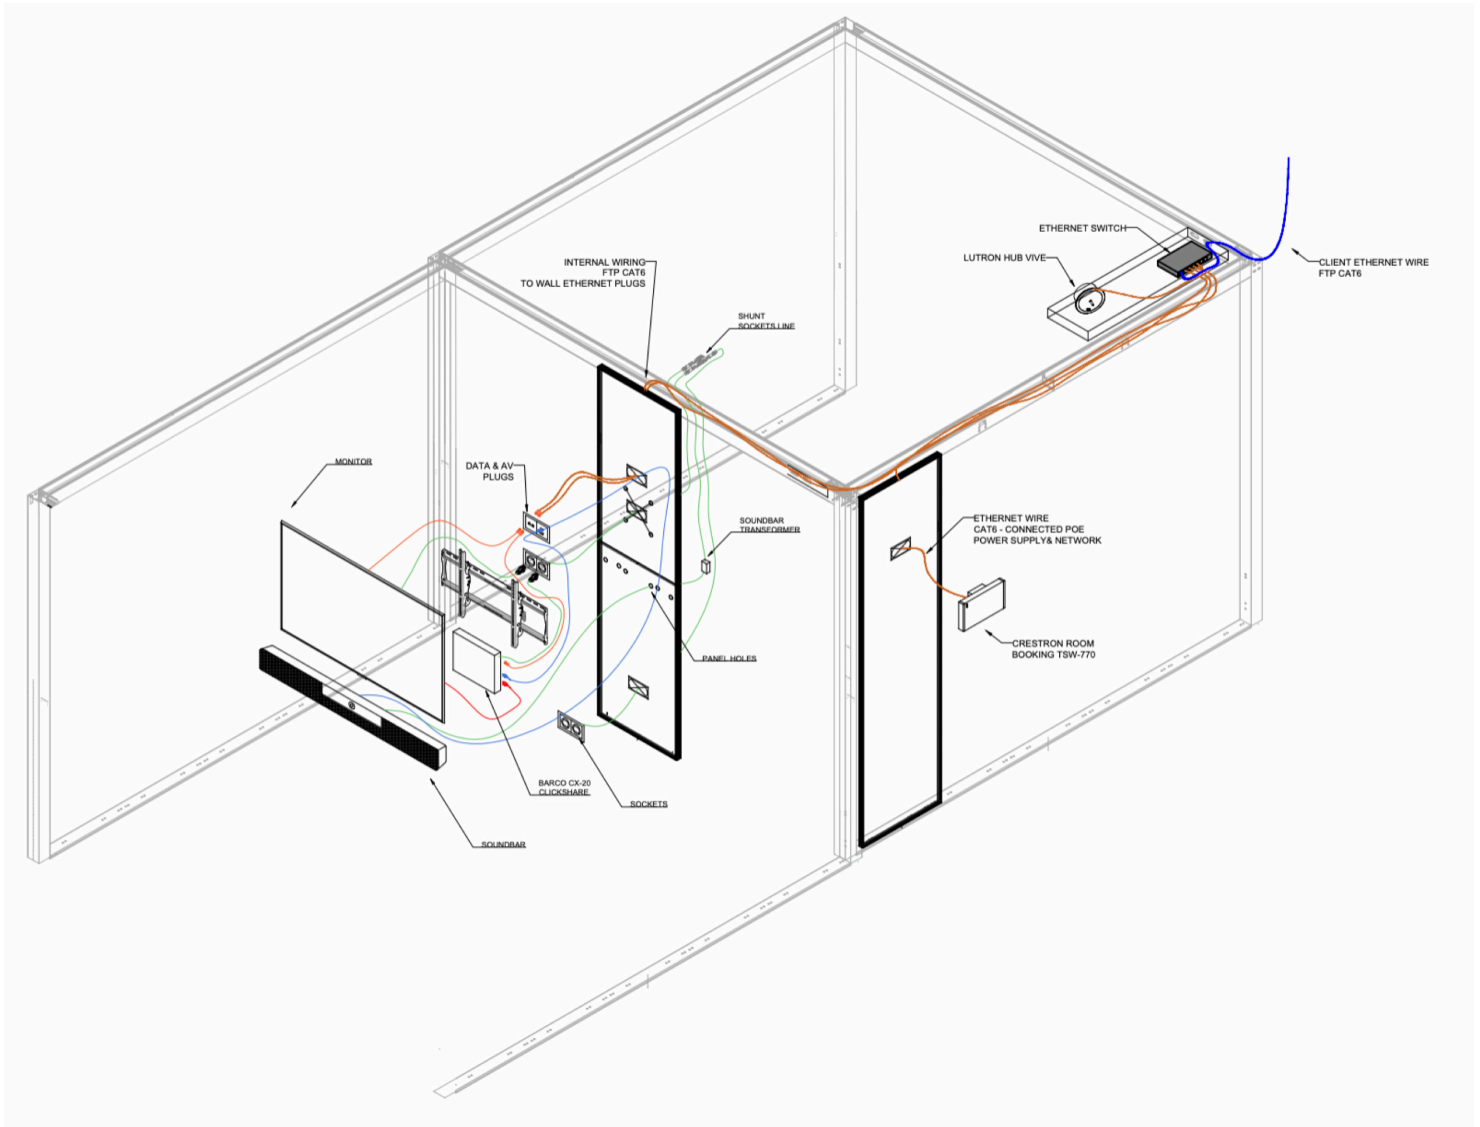 ETHERNET SWITCH
LUTRON HUB VIVE
CLIENT ETHERNET WIRE
FTP CAT6
INTERNAL WIRING
FTP CAT6
TO WALL ETHERNET PLUGS
SHUNT
SOCKETS LINE
MONITOR
DATA & AV
PLUGS
SOUNDBAR
TRANSFORMER
ETHERNET WIRE
CAT6 - CONNECTED POE
POWER SUPPLY& NETWORK
CRESTRON ROOM
BOOKING TSW-770
PANEL HOLES
BARCO CX-20
CLICKSHARE
SOCKETS
SOUNDBAR